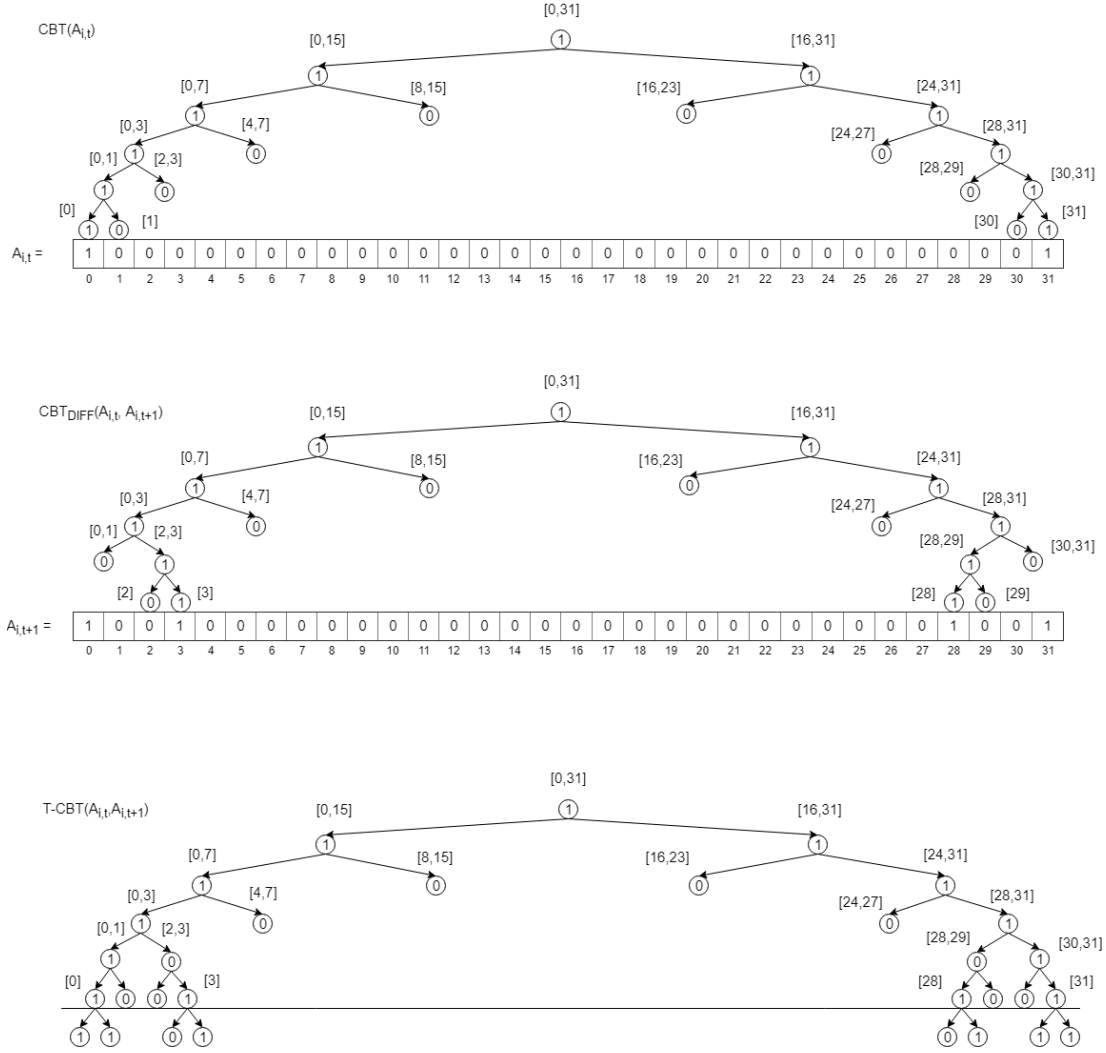 [0,31]
CBT(Ai,t)
[0,15] [16,31]
1
1 1
[0,7] [8,15] [16,23] [24,31]
1 0 0 1
[0,3] [4,7] [24,27] [28,31]
1 0 0 1
[0,1] [2,3] [28,29] [30,31]
1 0 0 1
[0] [1] [30] [31]
1 0 0 1
Ai,t = 1 0 0 0 0 0 0 0 0 0 0 0 0 0 0 0 0 0 0 0 0 0 0 0 0 0 0 0 0 0 0 1
0 1 2 3 4 5 6 7 8 9 10 11 12 13 14 15 16 17 19 20 21 22 23 24 25 26 27 28 29 30 31
[0,31]
CBTDIFF(Ai,t, Ai,t+1)
[0,15] [16,31]
1
1 1
[0,7] [8,15] [16,23] [24,31]
1 0 0 1
[0,3] [4,7] [24,27] [28,31]
1 0 0 1
[0,1] [2,3] [28,29] [30,31]
0 1 1 0
[2] [3] [28] [29]
0 1 1 0
Ai,t+1 = 1 0 0 1 0 0 0 0 0 0 0 0 0 0 0 0 0 0 0 0 0 0 0 0 0 0 0 0 1 0 0 1
0 1 2 3 4 5 6 7 8 9 10 11 12 13 14 15 16 17 19 20 21 22 23 24 25 26 27 28 29 30 31
[0,31]
T-CBT(Ai,t,Ai,t+1)
[0,15] [16,31]
1
1 1
[0,7] [8,15] [16,23] [24,31]
1 0 0 1
[0,3] [4,7] [24,27] [28,31]
1 0 0 1
[0,1] [2,3] [28,29] [30,31]
1 0 0 1
[0] [3] [28] [31]
1 0 0 1 1 0 0 1
1 1 0 1 0 1 1 1